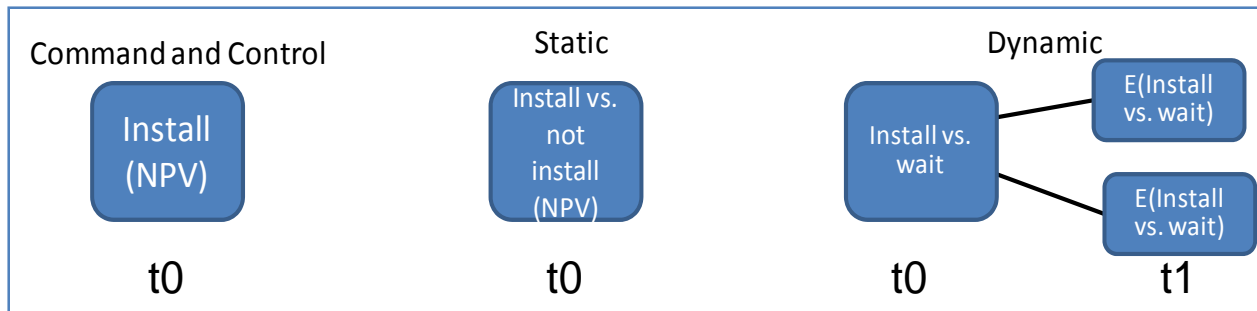 Command and Control
Install
(NPV)
t0
Static
Install vs.
not
install
(NPV)
t0
Dynamic
Install vs.
wait
E(Install
vs. wait)
E(Install
vs. wait)
t0
t1